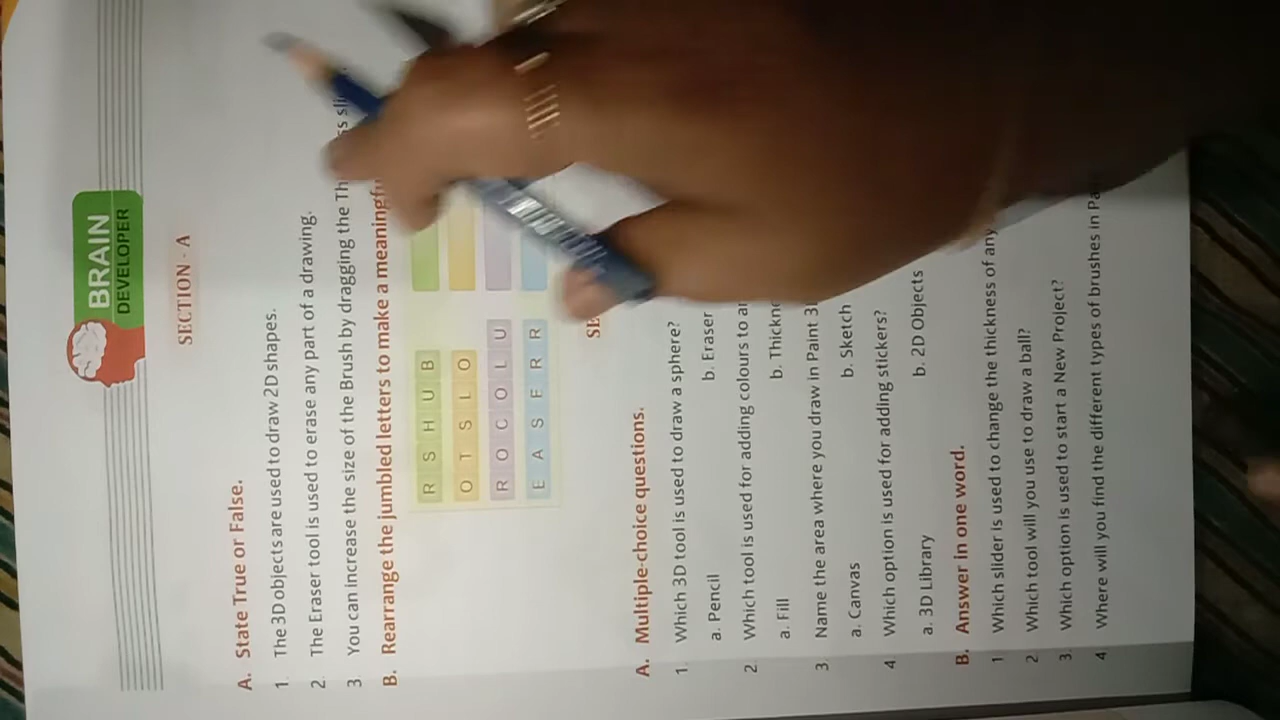 BRAIN
DEVELOPER
SECTION - A
A. State True or False.
1. The 3D objects are used to draw 2D shapes.
2. The Eraser tool is used to erase any part of a drawing.
3. You can increase the size of the Brush by dragging the
B. Rearrange the jumbled letters to make a
R S H U B
O T S L O
R O C O L U
E A S E R R
A. Multiple-choice questions.
1. Which 3D tool is used to draw a sphere?
a. Pencil b. Eraser
2. Which tool is used for adding colours to
a. Fill b.
3. Name the area where you draw in Paint
a. Canvas b. Sketch
4 Which option is used for adding stickers?
a. 3D Library b. 2D Objects
B. Answer in one word.
1 Which slider is used to change the thickness of any
2 Which tool will you use to draw a ball?
3. Which option is used to start a New Project?
4 Where will you find the different types of brushes in